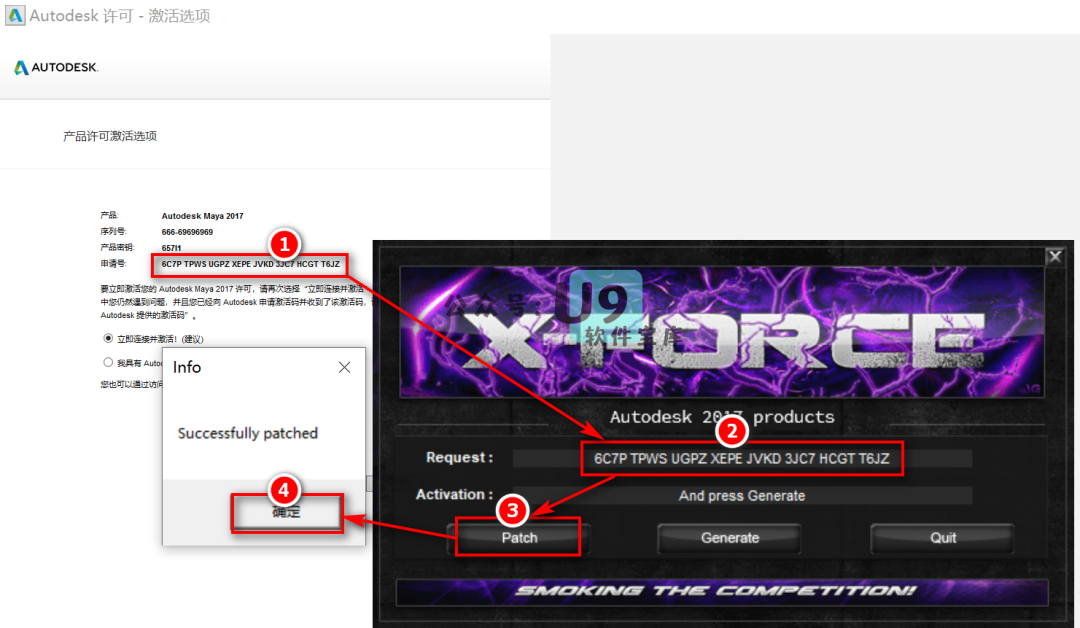 Autodesk 许可 - 激活选项
AUTODESK.
产品许可激活选项
产品: Autodesk Maya 2017
序列号: 666-69696969
产品密钥: 657I1
申请号: 6C7P TPWS UGPZ XEPE JVKD 3JC7 HCGT T6JZ
1
要立即激活您的 Autodesk Maya 2017 许可，请再次选择“立即连并激活
中您仍然遇到问题，并且您已经向 Autodesk 申请激活码并收到了该激活码，
Autodesk 提供的激活码”。
立即连接并激活！(建议)
我具有 Auto
您也可以通过访问
Info
Successfully patched
4
确定
公众号：U9
软件宝库
X-FORCE
JG
Autodesk 2017 products
2
Request : 6C7P TPWS UGPZ XEPE JVKD 3JC7 HCGT T6JZ
Activation : And press Generate
3
Patch Generate Quit
SMOKING THE COMPETITION!